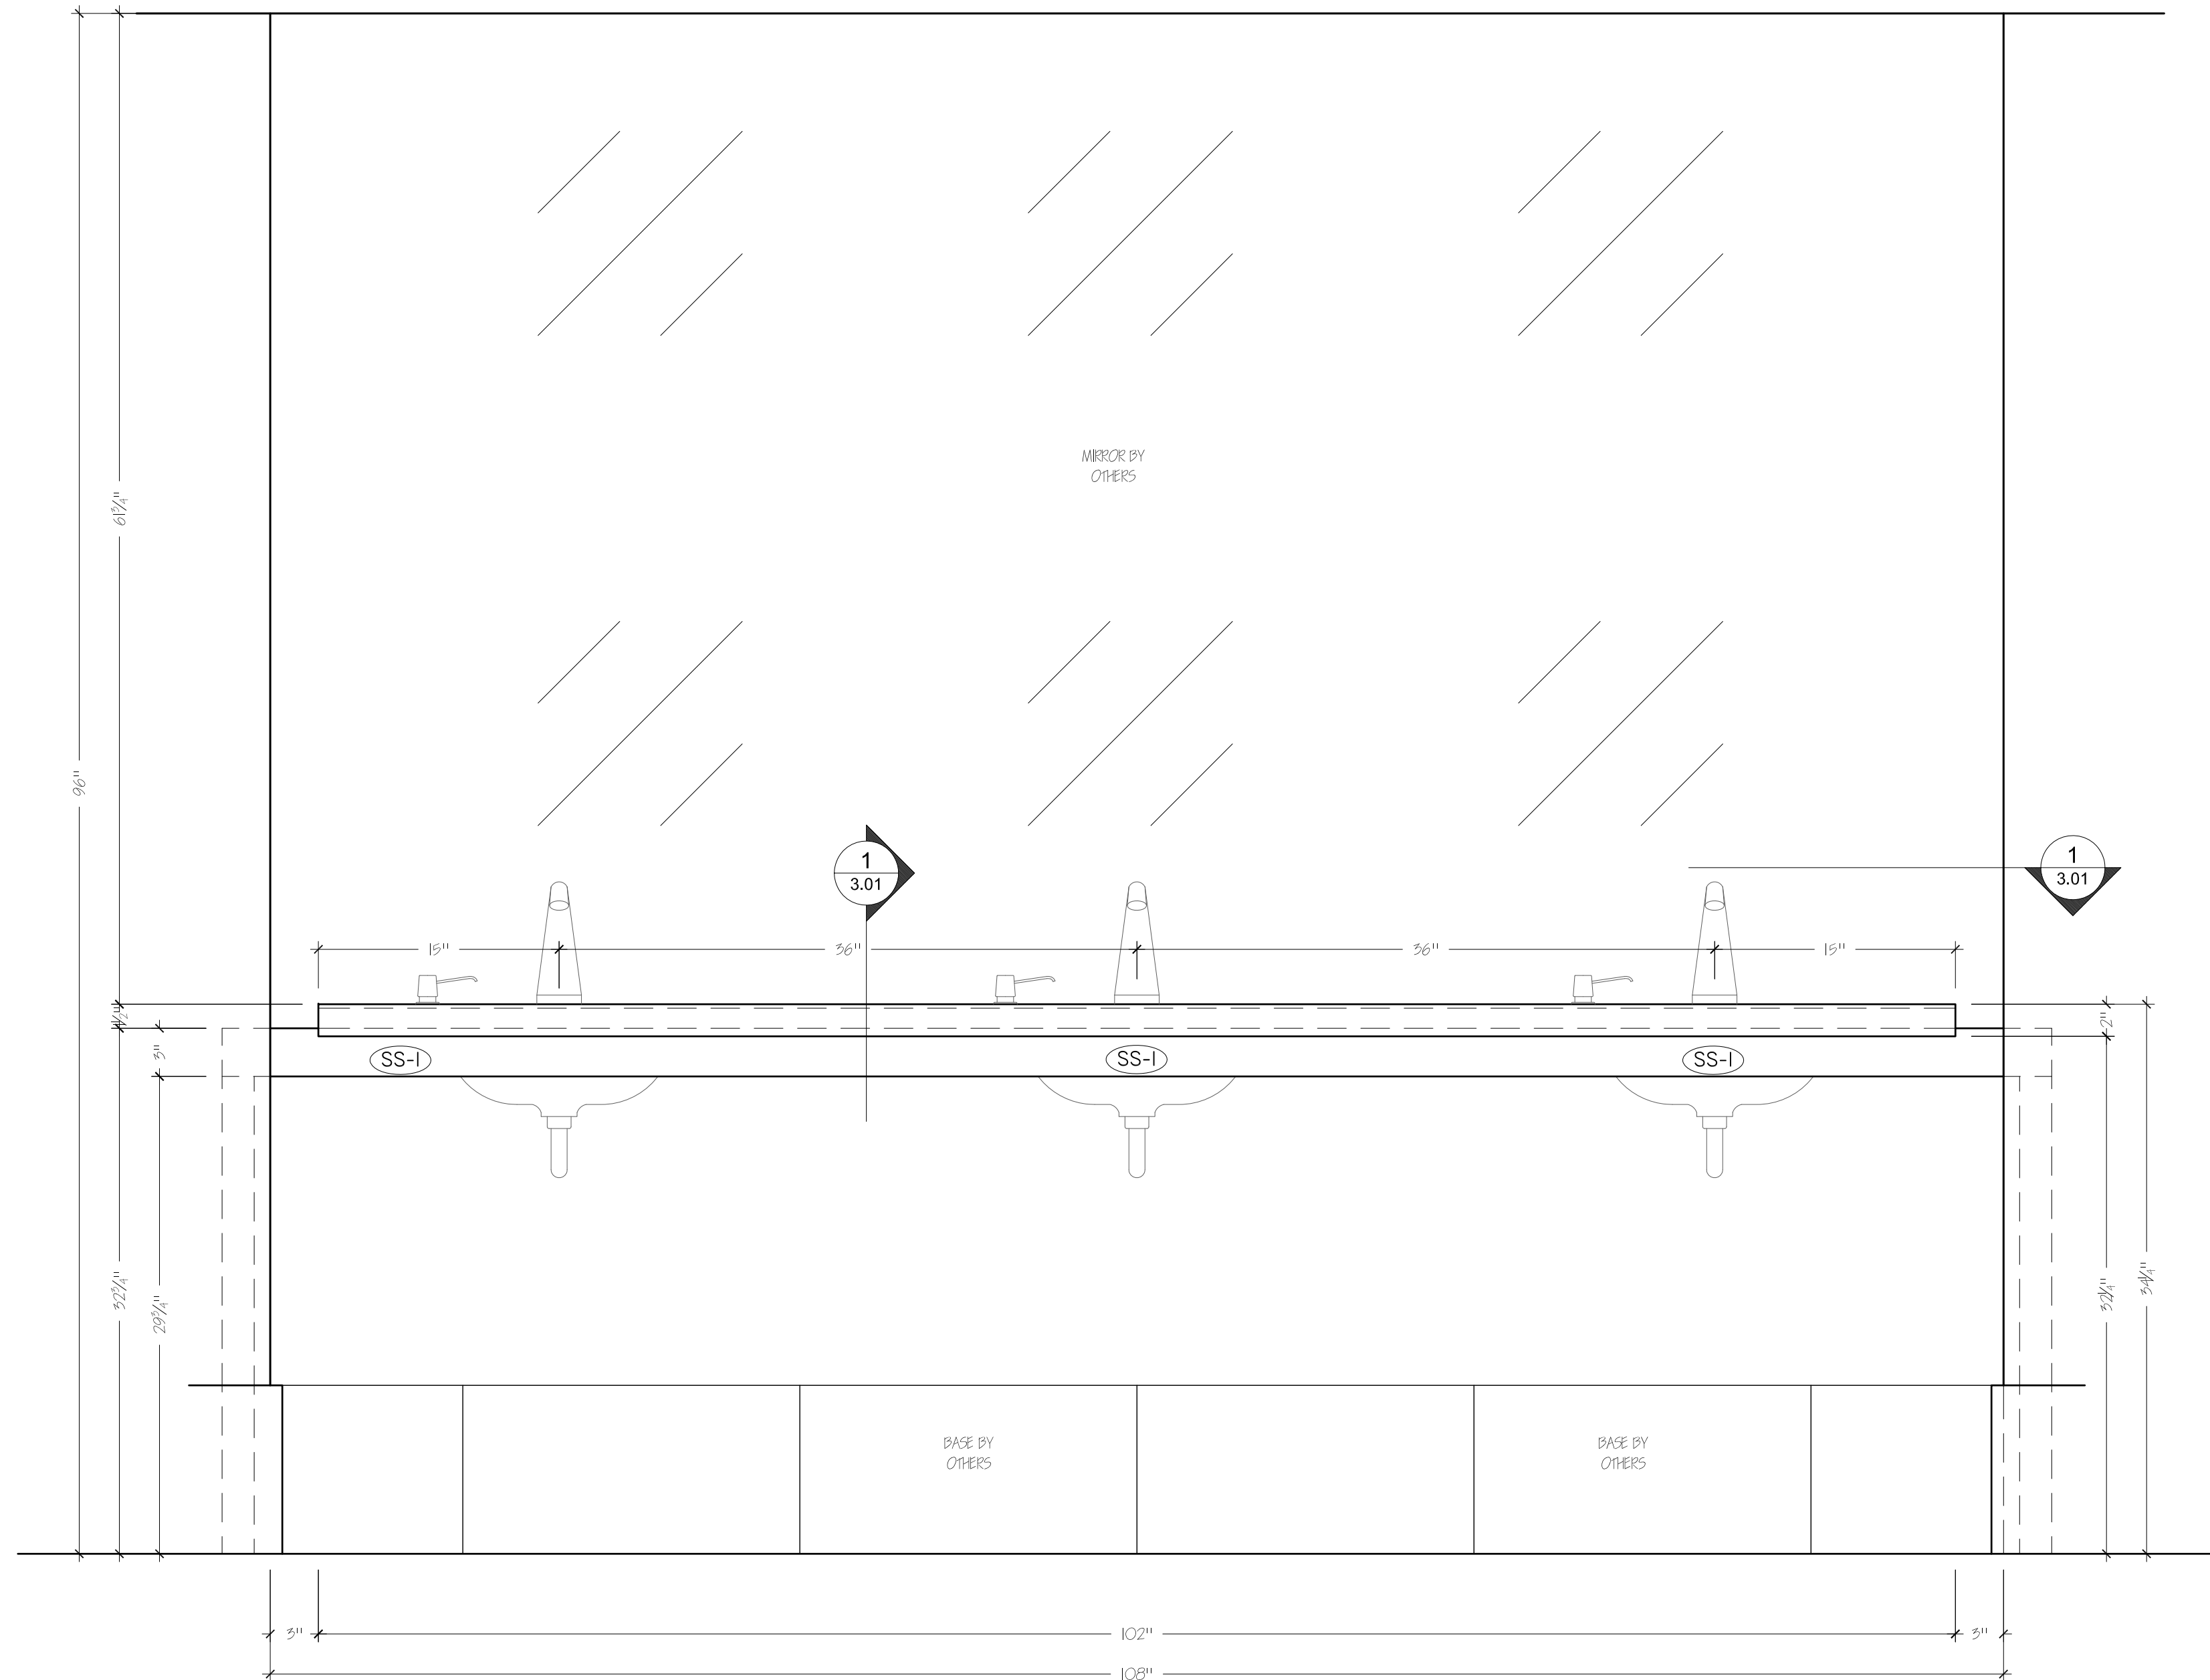 61¾"
96"
MIRROR BY
OTHERS
1
3.01
1
3.01
15"
36"
36"
15"
1½"
2"
3"
SS-1
SS-1
SS-1
32¾"
29¾"
32¼"
34¼"
BASE BY
OTHERS
BASE BY
OTHERS
3"
102"
3"
108"